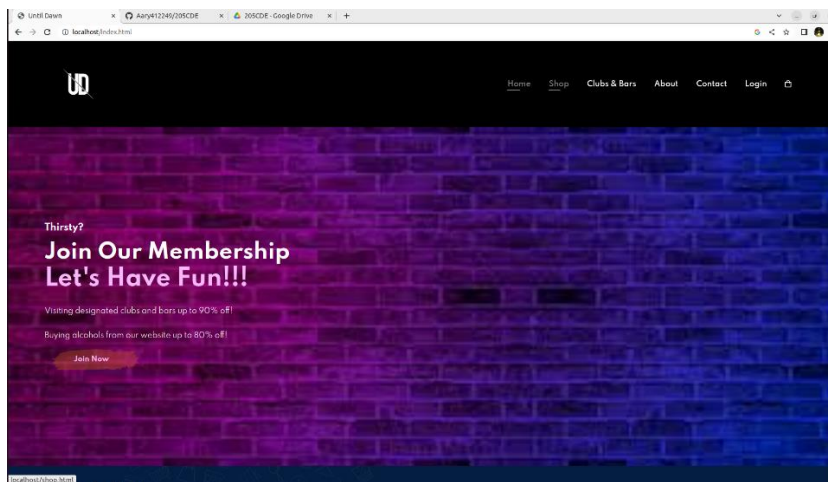 Until Dawn
Aary412249/205CDE
205CDE - Google Drive
localhost/index.html
UD
Home Shop Clubs & Bars About Contact Login
Thirsty?
Join Our Membership
Let's Have Fun!!!
Visiting designated clubs and bars up to 90% off!
Buying alcohols from our website up to 80% off!
Join Now
localhost/shop.html